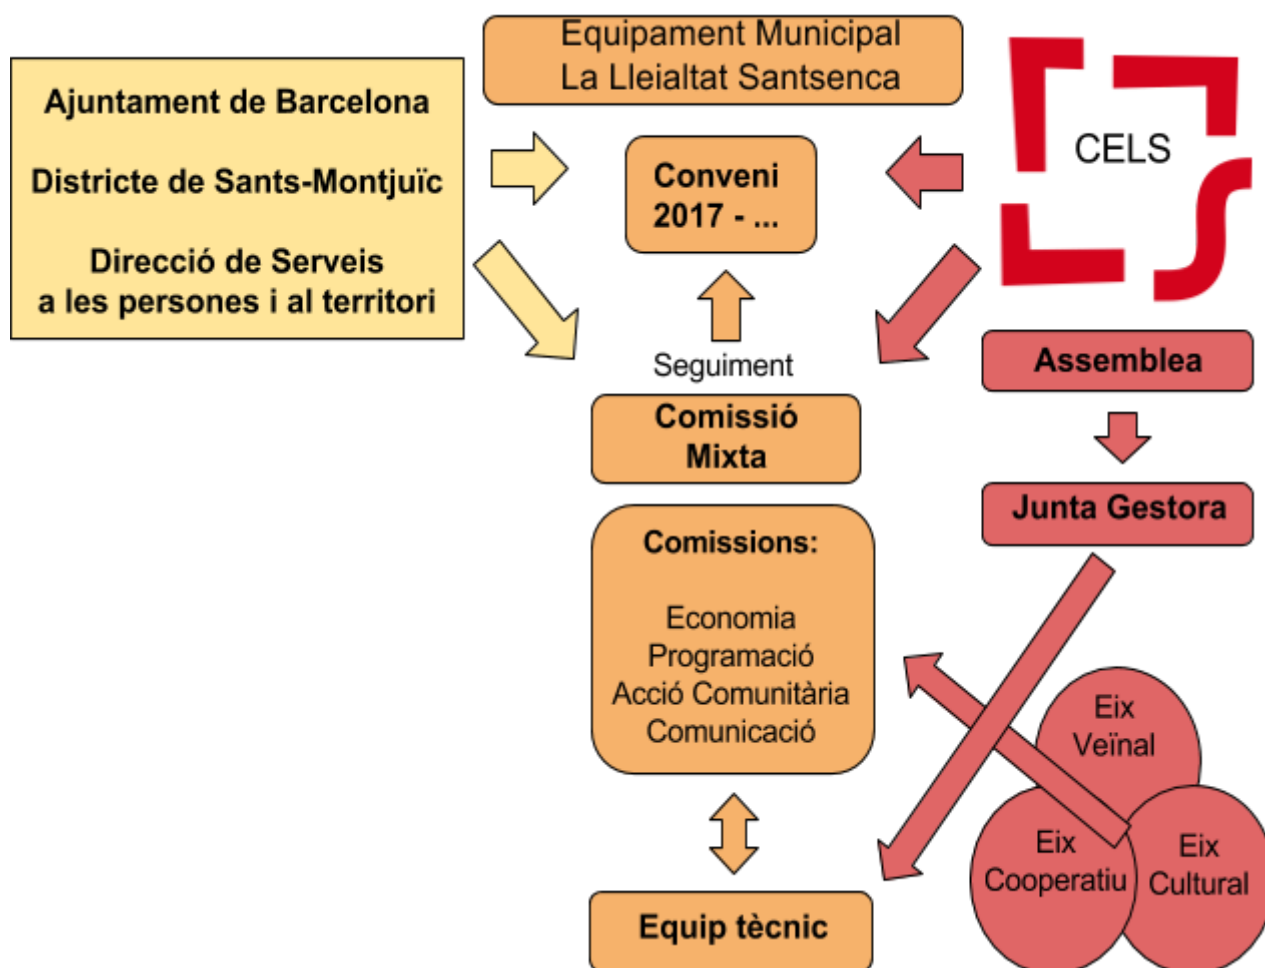 Equipament Municipal
La Lleialtat Santsenca
Ajuntament de Barcelona
Districte de Sants-Montjuïc
Direcció de Serveis
a les persones i al territori
Conveni
2017 - ...
CELS
Seguiment
Comissió
Mixta
Assemblea
Junta Gestora
Comissions:
Economia
Programació
Acció Comunitària
Comunicació
Eix
Veïnal
Eix
Cooperatiu
Eix
Cultural
Equip tècnic